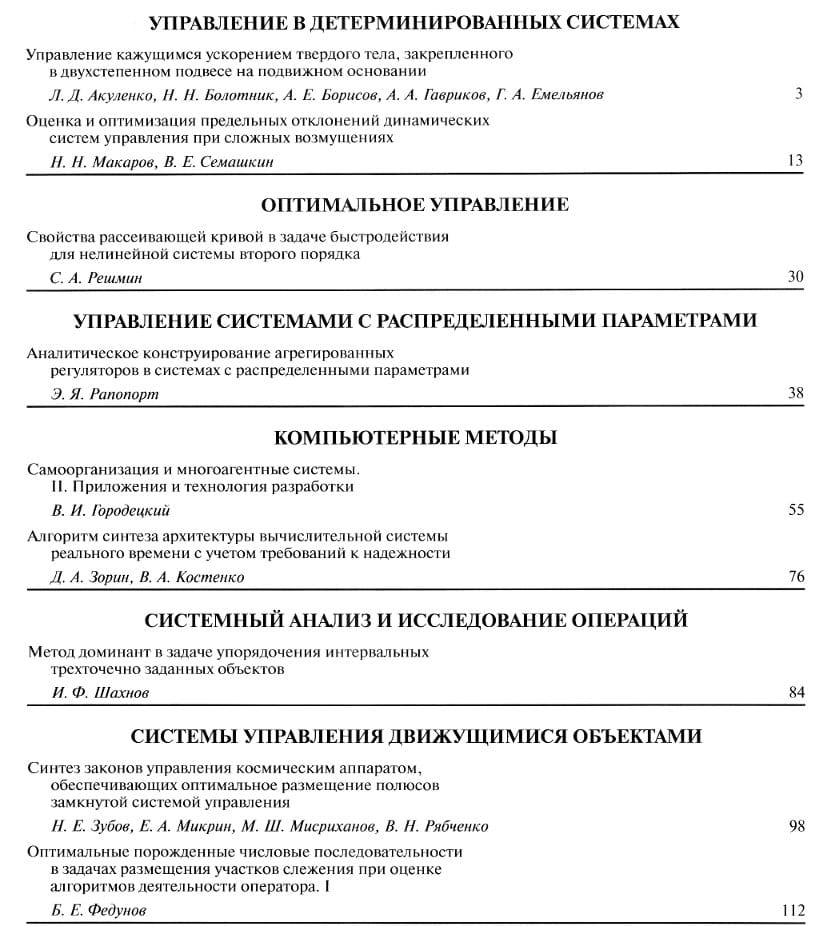 УПРАВЛЕНИЕ В ДЕТЕРМИНИРОВАННЫХ СИСТЕМАХ
Управление кажущимся ускорением твердого тела, закрепленного
в двухстепенном подвесе на подвижном основании
Л. Д. Акуленко, Н. Н. Болотник, А. Е. Борисов, А. А. Гавриков, Г. А. Емельянов 3
Оценка и оптимизация предельных отклонений динамических
систем управления при сложных возмущениях
Н. Н. Макаров, В. Е. Семашкин 13
ОПТИМАЛЬНОЕ УПРАВЛЕНИЕ
Свойства рассеивающей кривой в задаче быстродействия
для нелинейной системы второго порядка
С. А. Решмин 30
УПРАВЛЕНИЕ СИСТЕМАМИ С РАСПРЕДЕЛЕННЫМИ ПАРАМЕТРАМИ
Аналитическое конструирование агрегированных
регуляторов в системах с распределенными параметрами
Э. Я. Рапопорт 38
КОМПЬЮТЕРНЫЕ МЕТОДЫ
Самоорганизация и многоагентные системы.
II. Приложения и технология разработки
В. И. Городецкий 55
Алгоритм синтеза архитектуры вычислительной системы
реального времени с учетом требований к надежности
Д. А. Зорин, В. А. Костенко 76
СИСТЕМНЫЙ АНАЛИЗ И ИССЛЕДОВАНИЕ ОПЕРАЦИЙ
Метод доминант в задаче упорядочения интервальных
трехточечно заданных объектов
И. Ф. Шахнов 84
СИСТЕМЫ УПРАВЛЕНИЯ ДВИЖУЩИМИСЯ ОБЪЕКТАМИ
Синтез законов управления космическим аппаратом,
обеспечивающих оптимальное размещение полюсов
замкнутой системой управления
Н. Е. Зубов, Е. А. Микрин, М. Ш. Мисриханов, В. Н. Рябченко 98
Оптимальные порожденные числовые последовательности
в задачах размещения участков слежения при оценке
алгоритмов деятельности оператора. I
Б. Е. Федунов 112